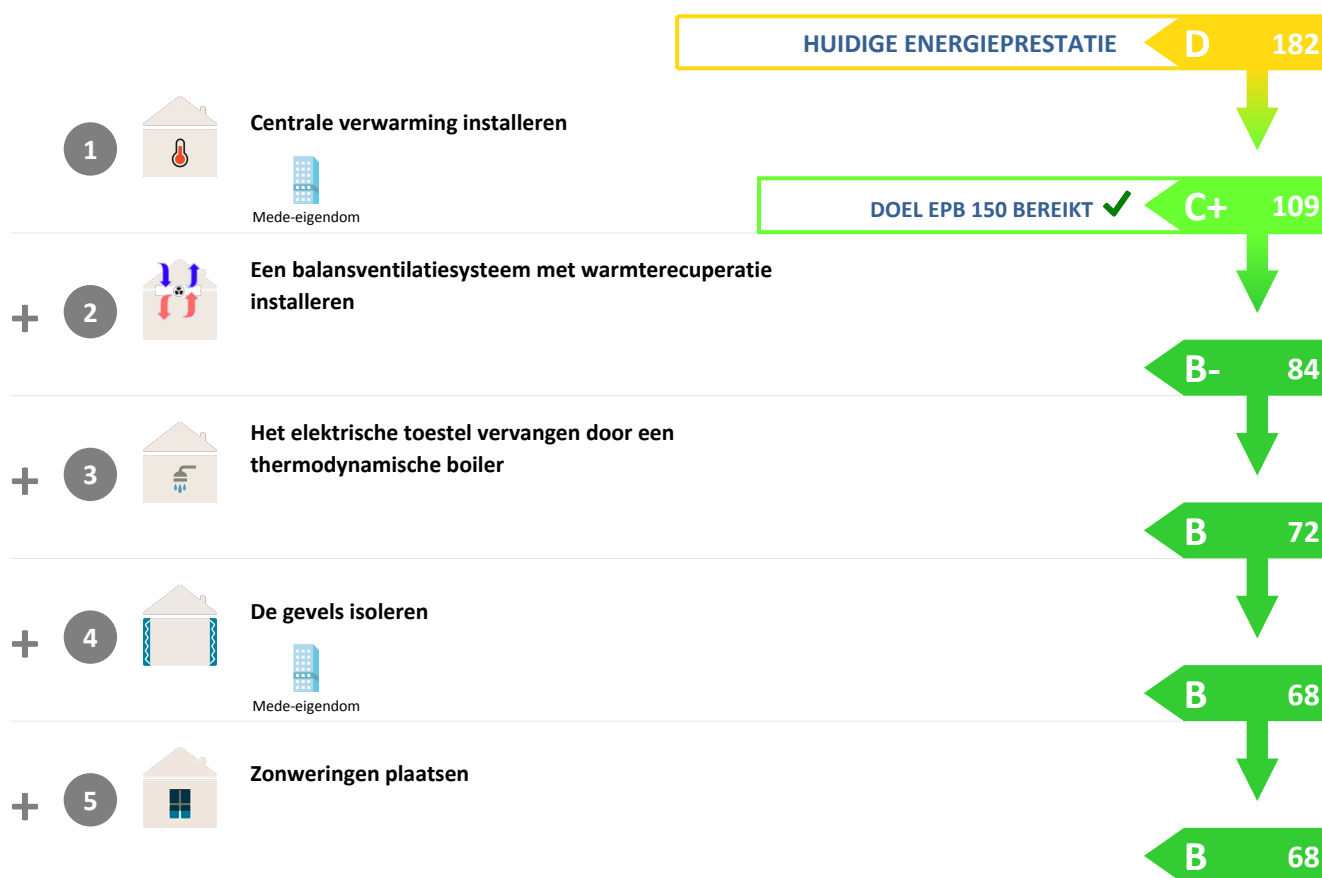 HUIDIGE ENERGIEPRESTATIE D 182
1 Centrale verwarming installeren
Mede-eigendom
DOEL EPB 150 BEREIKT ✓ C+ 109
+ 2 Een balansventilatiesysteem met warmterecuperatie
installeren
B- 84
+ 3 Het elektrische toestel vervangen door een
thermodynamische boiler
B 72
+ 4 De gevels isoleren
Mede-eigendom
B 68
+ 5 Zonweringen plaatsen
B 68